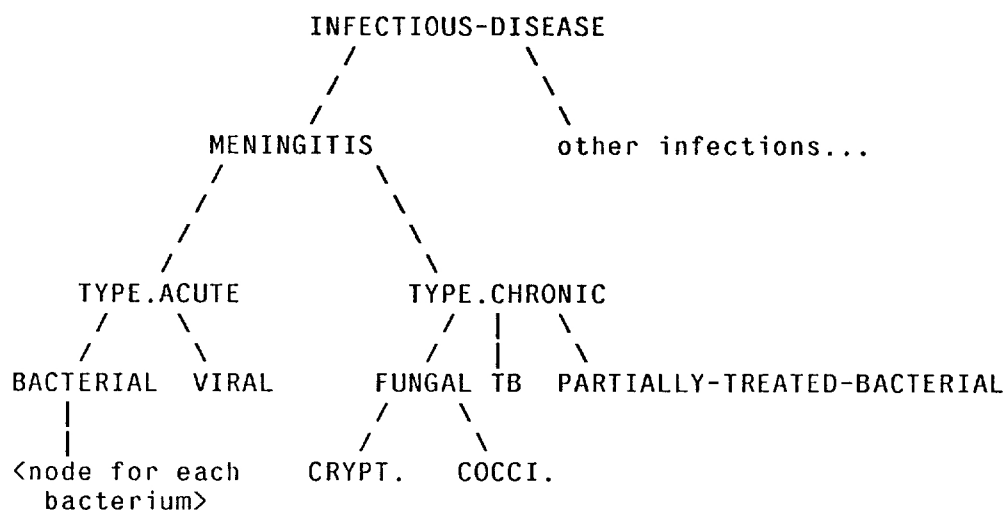 INFECTIOUS-DISEASE
MENINGITIS other infections...
TYPE.ACUTE TYPE.CHRONIC
BACTERIAL VIRAL FUNGAL TB PARTIALLY-TREATED-BACTERIAL
<node for each CRYPT. COCCI.
bacterium>